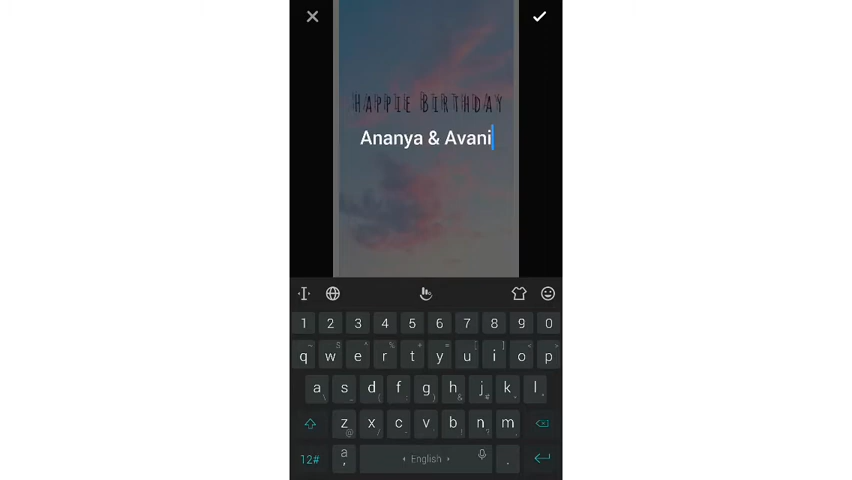 Happie Birthday
Ananya & Avani
1 2 3 4 5 6 7 8 9 0
q w e r t y u i o p
a s d f g h j k l
z x c v b n m
12# a , English .